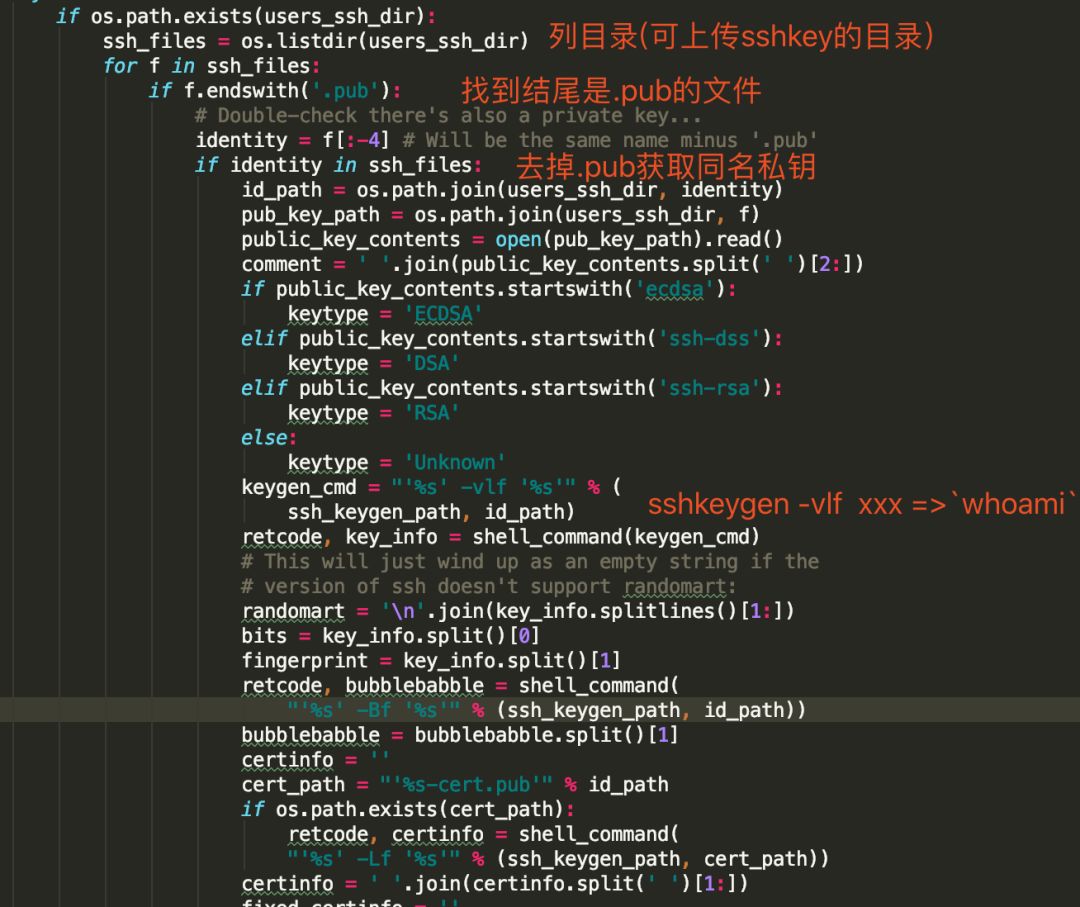 if os.path.exists(users_ssh_dir):
ssh_files = os.listdir(users_ssh_dir) 列目录(可上传sshkey的目录)
for f in ssh_files:
if f.endswith('.pub'): 找到结尾是.pub的文件
# Double-check there's also a private key...
identity = f[:-4] # Will be the same name minus '.pub'
if identity in ssh_files: 去掉.pub获取同名私钥
id_path = os.path.join(users_ssh_dir, identity)
pub_key_path = os.path.join(users_ssh_dir, f)
public_key_contents = open(pub_key_path).read()
comment = ' '.join(public_key_contents.split(' ')[2:])
if public_key_contents.startswith('ecdsa'):
keytype = 'ECDSA'
elif public_key_contents.startswith('ssh-dss'):
keytype = 'DSA'
elif public_key_contents.startswith('ssh-rsa'):
keytype = 'RSA'
else:
keytype = 'Unknown'
keygen_cmd = "'%s' -vlf '%s'" % ( sshkeygen -vlf xxx =>`whoami`
ssh_keygen_path, id_path)
retcode, key_info = shell_command(keygen_cmd)
# This will just wind up as an empty string if the
# version of ssh doesn't support randomart:
randomart = '\n'.join(key_info.splitlines()[1:])
bits = key_info.split()[0]
fingerprint = key_info.split()[1]
retcode, bubblebabble = shell_command(
"'%s' -Bf '%s'" % (ssh_keygen_path, id_path))
bubblebabble = bubblebabble.split()[1]
certinfo = ''
cert_path = "'%s-cert.pub'" % id_path
if os.path.exists(cert_path):
retcode, certinfo = shell_command(
"'%s' -Lf '%s'" % (ssh_keygen_path, cert_path))
certinfo = ' '.join(certinfo.split(' ')[1:])
fixed_certinfo = ''